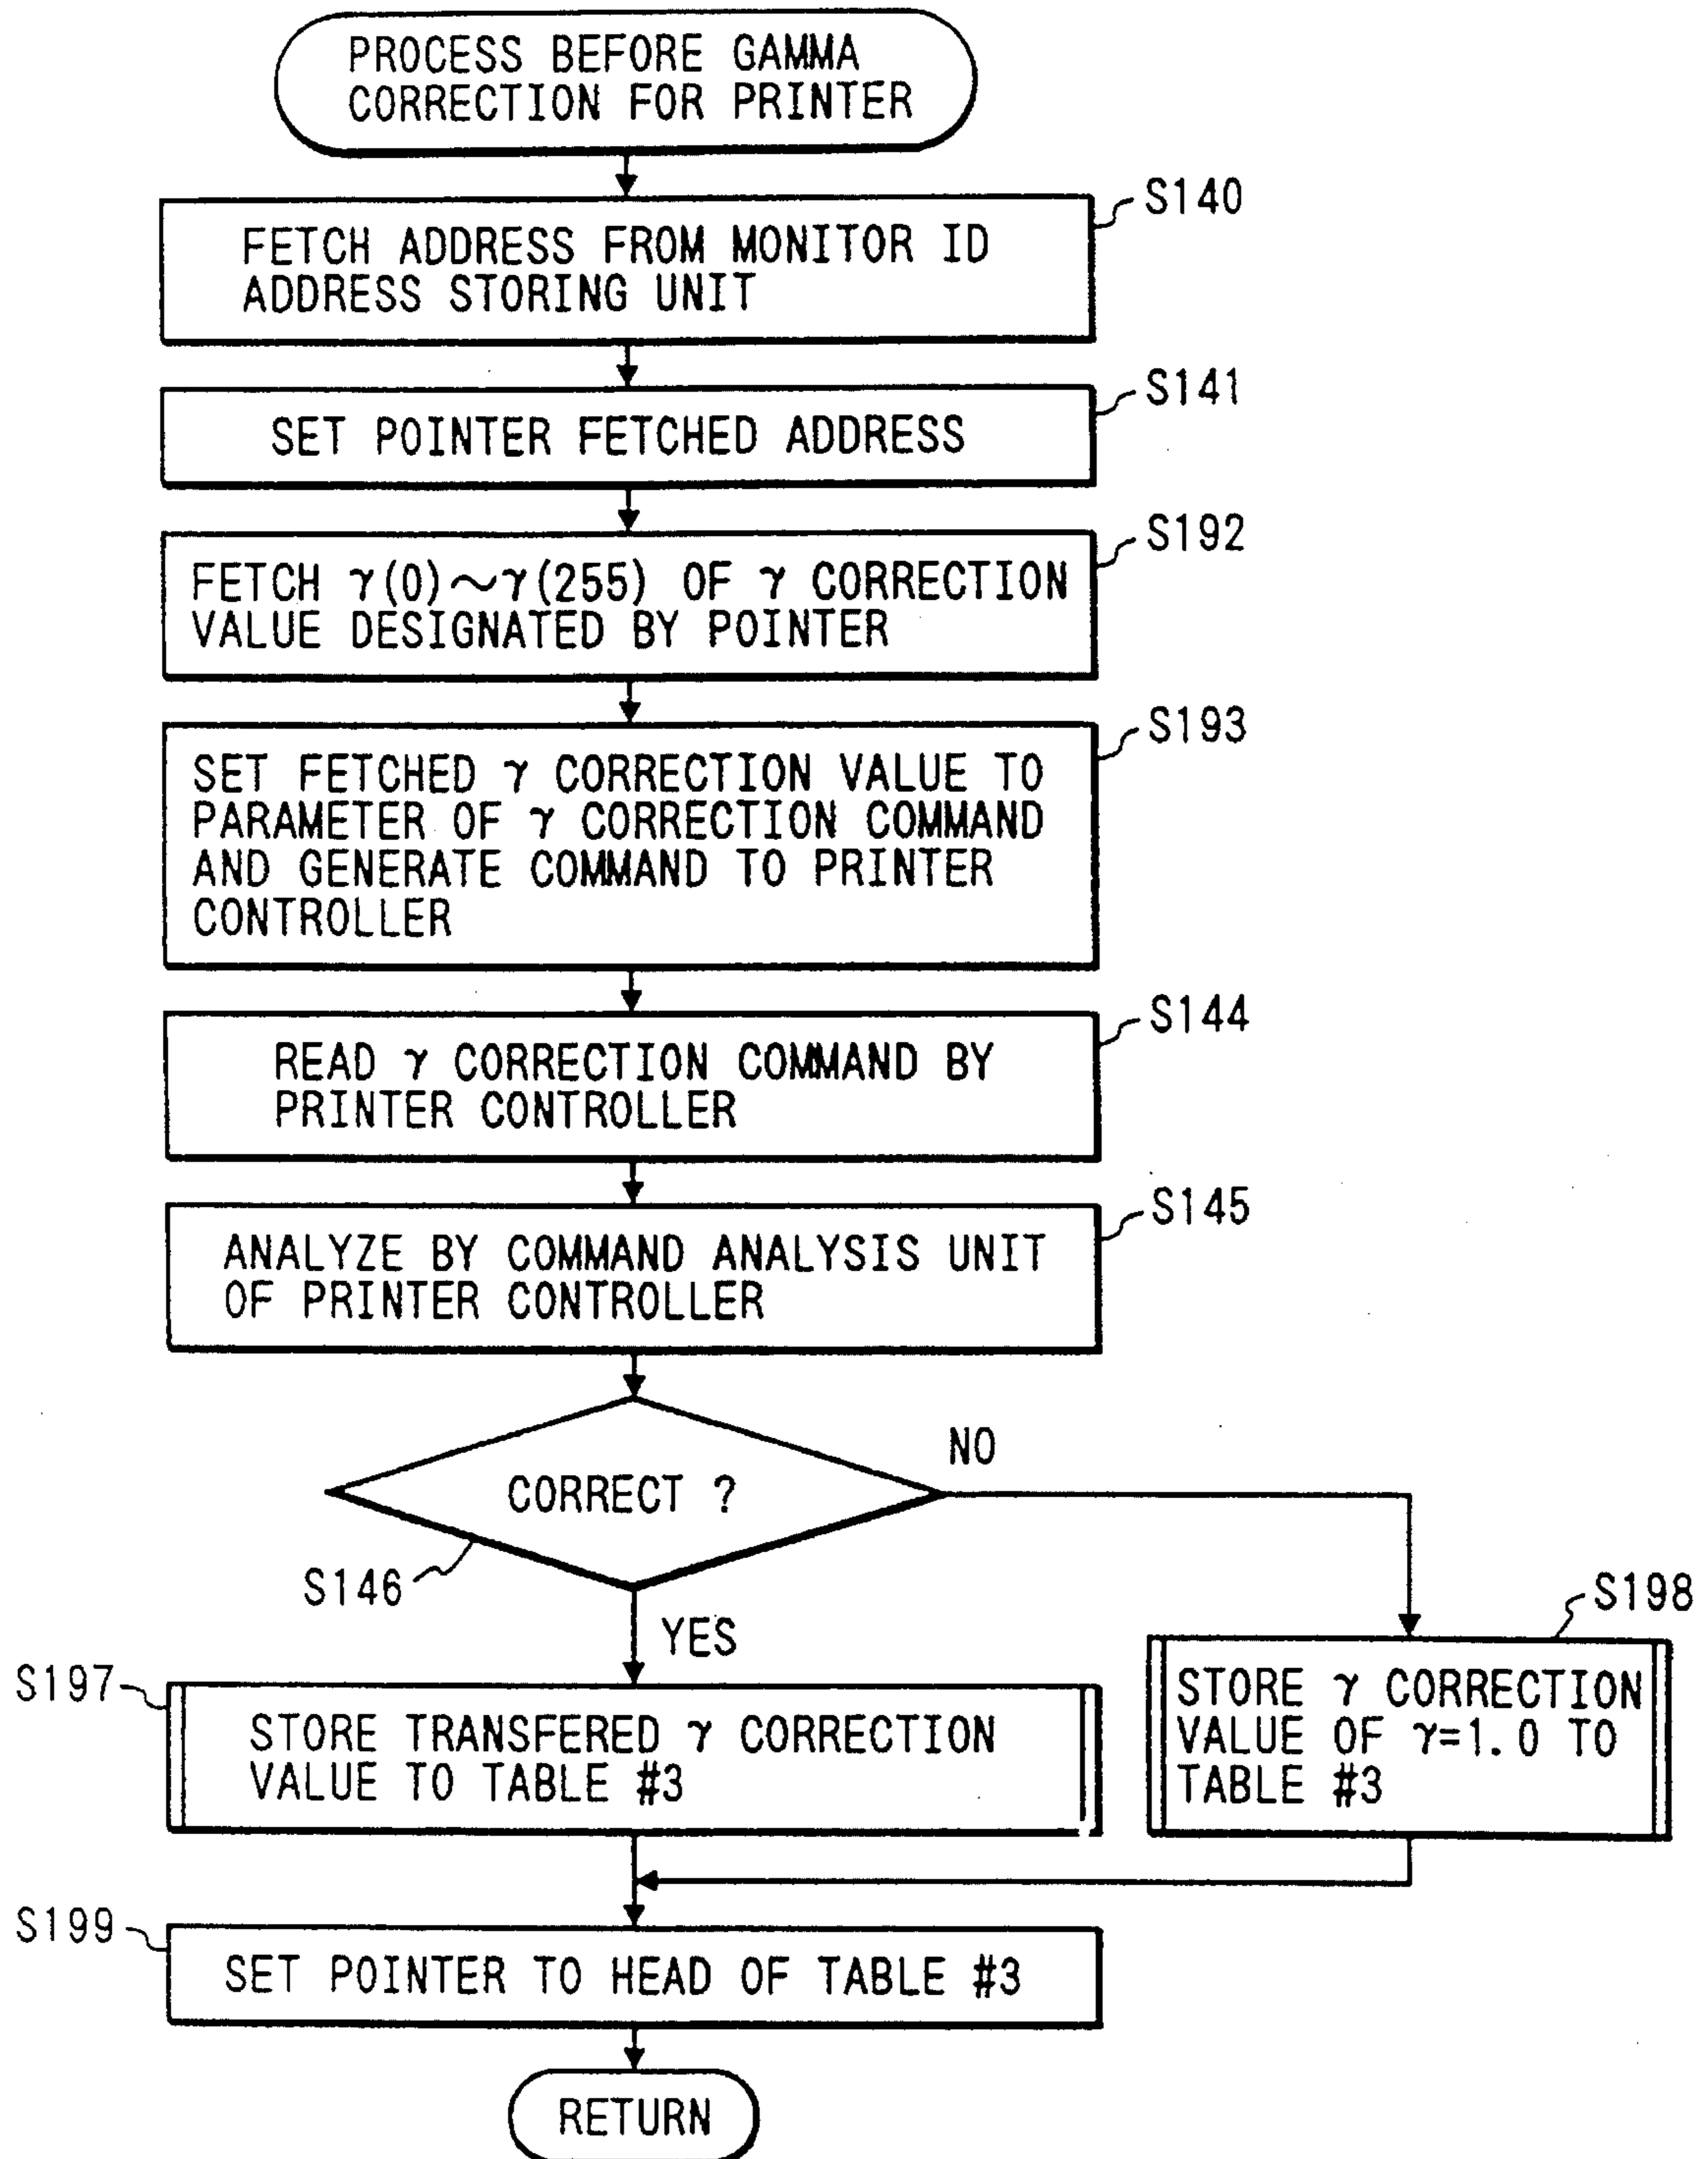 PROCESS BEFORE GAMMA
CORRECTION FOR PRINTER
S140
FETCH ADDRESS FROM MONITOR ID
ADDRESS STORING UNIT
S141
SET POINTER FETCHED ADDRESS
S192
FETCH γ(0)～γ(255) OF γ CORRECTION
VALUE DESIGNATED BY POINTER
S193
SET FETCHED γ CORRECTION VALUE TO
PARAMETER OF γ CORRECTION COMMAND
AND GENERATE COMMAND TO PRINTER
CONTROLLER
S144
READ γ CORRECTION COMMAND BY
PRINTER CONTROLLER
S145
ANALYZE BY COMMAND ANALYSIS UNIT
OF PRINTER CONTROLLER
NO
CORRECT ?
S146
YES
S197
STORE TRANSFERED γ CORRECTION
VALUE TO TABLE #3
S198
STORE γ CORRECTION
VALUE OF γ=1.0 TO
TABLE #3
S199
SET POINTER TO HEAD OF TABLE #3
RETURN